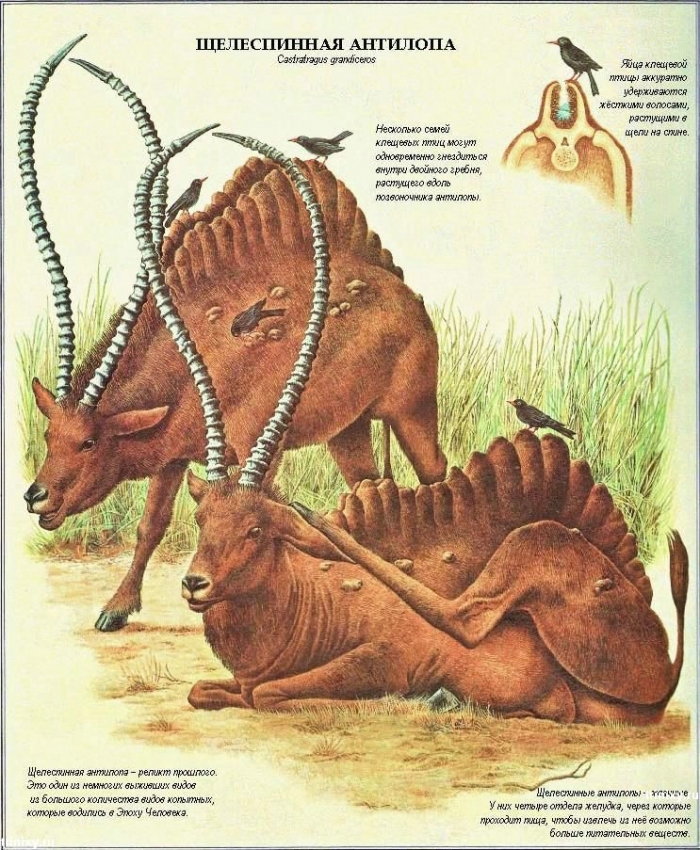 ЩЕЛЕСПИННАЯ АНТИЛОПА
Castratragus grandiceros
Яйца клещевой
птицы аккуратно
удерживаются
жёсткими волосами,
растущими в
щели на спине.
Несколько семей
клещевых птиц могут
одновременно гнездиться
внутри двойного гребня,
растущего вдоль
позвоночника антилопы.
Щелеспинная антилопа – реликт прошлого.
Это один из немногих выживших видов
из большого количества видов копытных,
которые водились в Эпоху Человека.
Щелеспинные антилопы -
У них четыре отдела желудка, через которые
проходит пища, чтобы извлечь из неё возможно
больше питательных веществ.